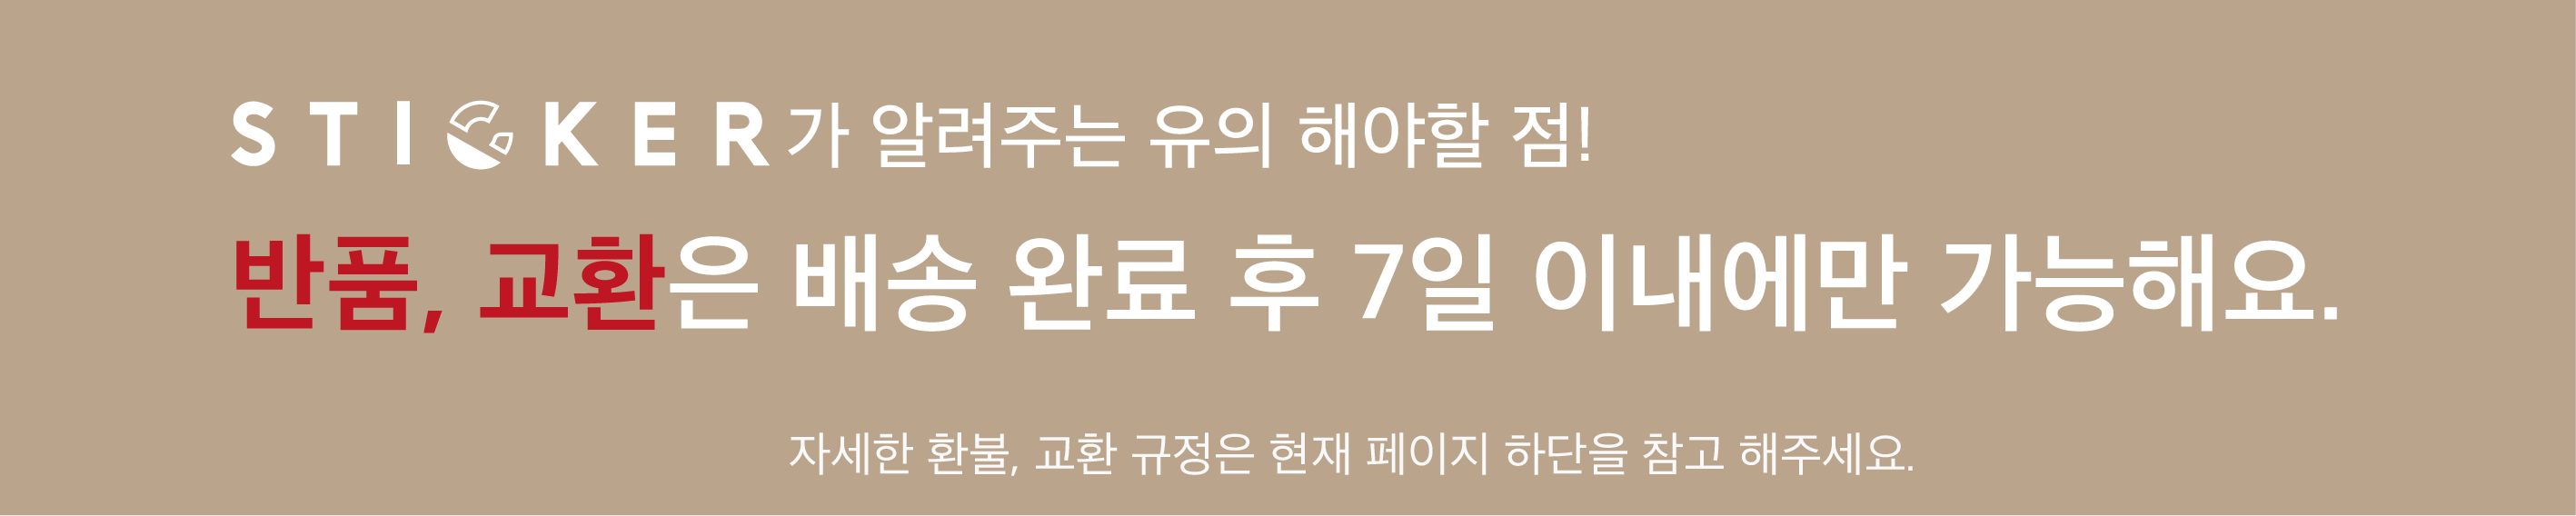 STICKER가 알려주는 유의 해야할 점!
반품, 교환은 배송 완료 후 7일 이내에만 가능해요.
자세한 환불, 교환 규정은 현재 페이지 하단을 참고 해주세요.